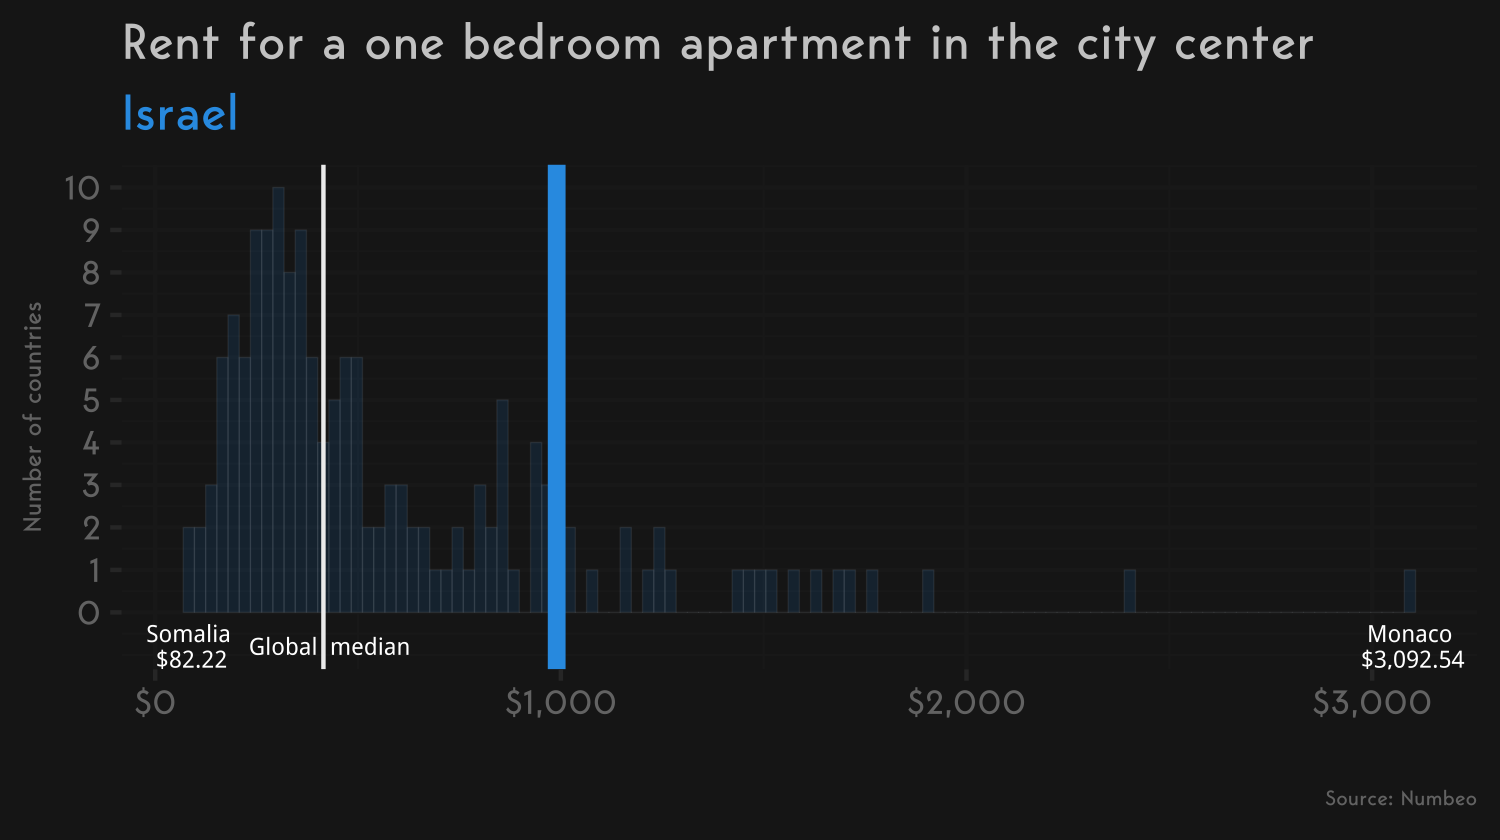 Rent for a one bedroom apartment in the city center
Israel
Number of countries
10
9
8
7
6
5
4
3
2
1
0
Somalia
$82.22
Global median
Monaco
$3,092.54
$0
$1,000
$2,000
$3,000
Source: Numbeo